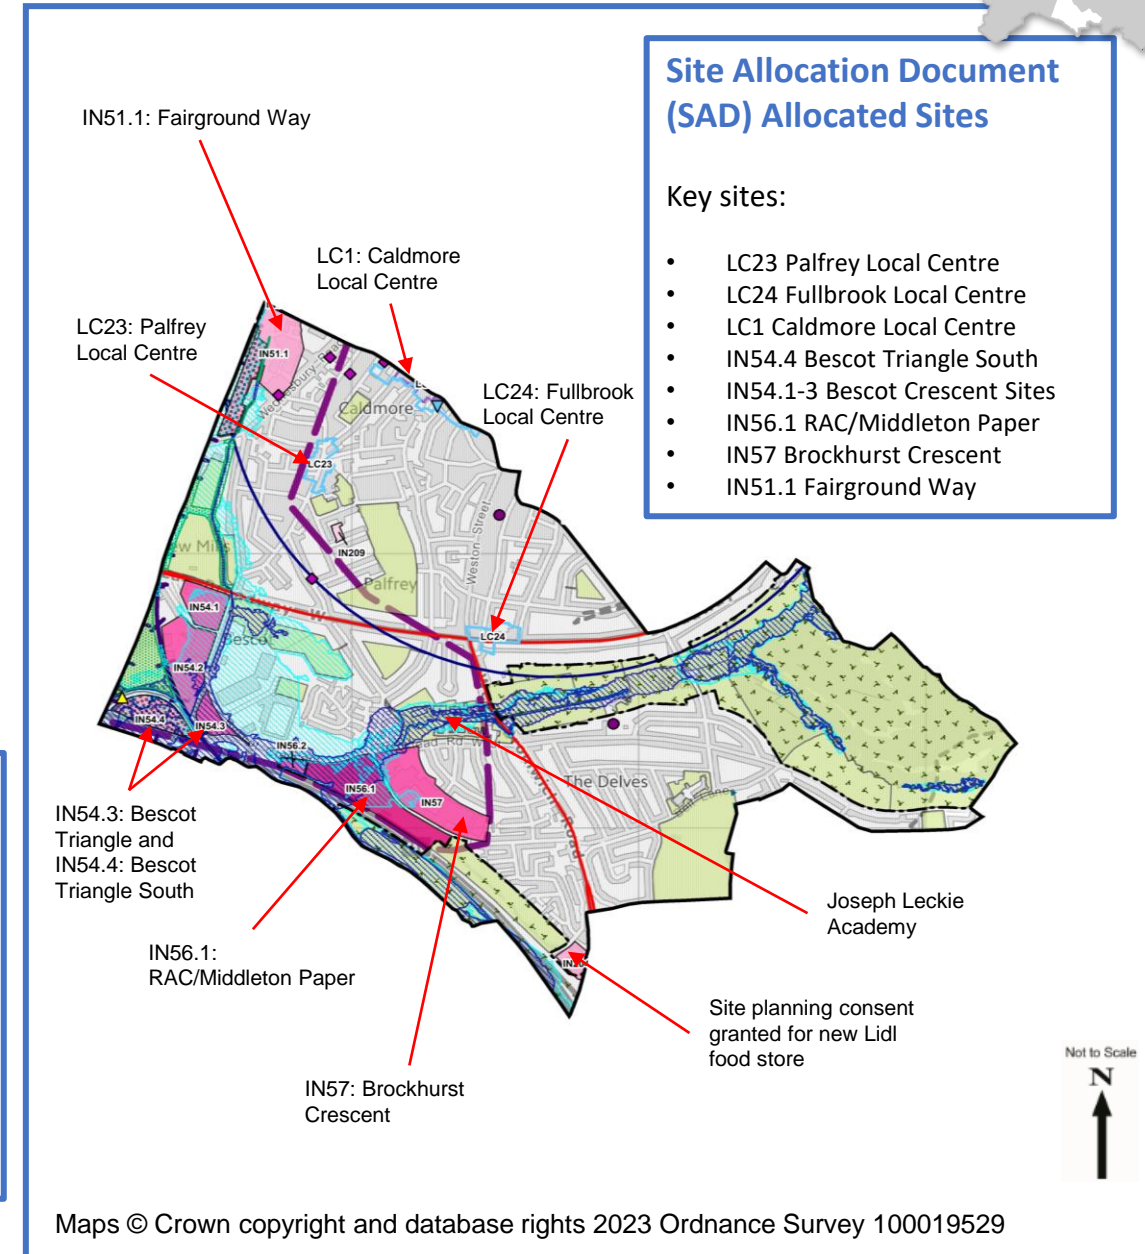 Site Allocation Document
(SAD) Allocated Sites
Key sites:
• LC23 Palfrey Local Centre
• LC24 Fullbrook Local Centre
• LC1 Caldmore Local Centre
• IN54.4 Bescot Triangle South
• IN54.1-3 Bescot Crescent Sites
• IN56.1 RAC/Middleton Paper
• IN57 Brockhurst Crescent
• IN51.1 Fairground Way
IN51.1: Fairground Way
LC1: Caldmore
Local Centre
LC23: Palfrey
Local Centre
LC24: Fullbrook
Local Centre
IN51.1
Caldmore
LC23
Weston-Street
IN209
Palfrey
IN54.1
LC24
IN54.2
IN54.4
IN54.3
IN56.2
The Delves
IN56.1
IN57
Road
IN54.3: Bescot
Triangle and
IN54.4: Bescot
Triangle South
Joseph Leckie
Academy
IN56.1:
RAC/Middleton Paper
Site planning consent
granted for new Lidl
food store
IN57: Brockhurst
Crescent
Not to Scale
N
Maps © Crown copyright and database rights 2023 Ordnance Survey 100019529